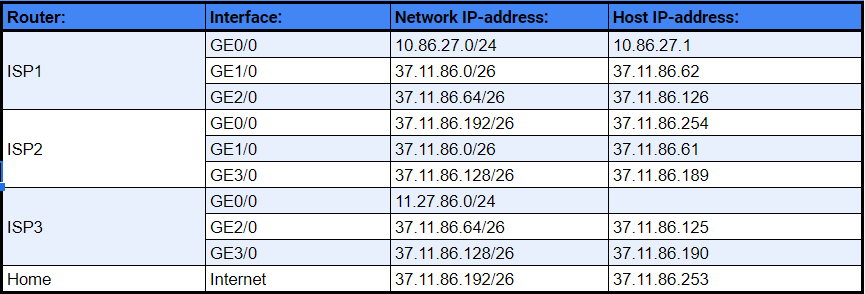 Router: Interface: Network IP-address: Host IP-address:
ISP1 GE0/0 10.86.27.0/24 10.86.27.1
GE1/0 37.11.86.0/26 37.11.86.62
GE2/0 37.11.86.64/26 37.11.86.126
ISP2 GE0/0 37.11.86.192/26 37.11.86.254
GE1/0 37.11.86.0/26 37.11.86.61
GE3/0 37.11.86.128/26 37.11.86.189
ISP3 GE0/0 11.27.86.0/24
GE2/0 37.11.86.64/26 37.11.86.125
GE3/0 37.11.86.128/26 37.11.86.190
Home Internet 37.11.86.192/26 37.11.86.253